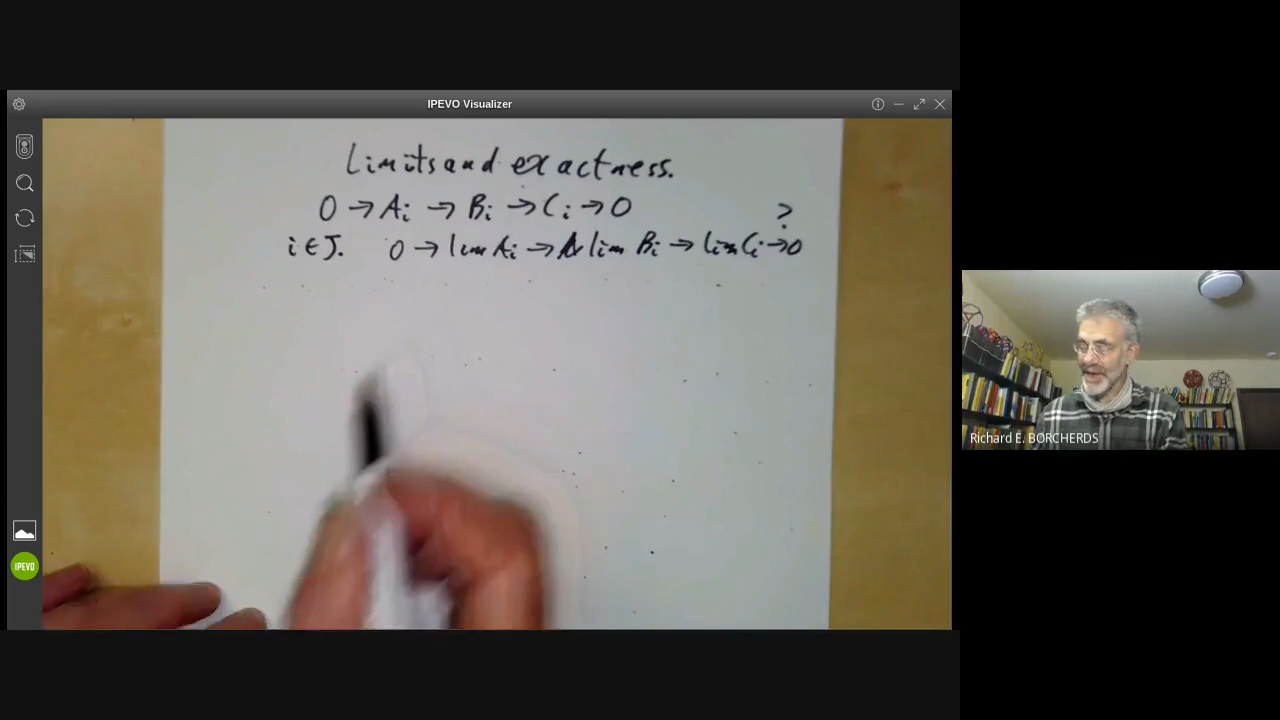 IPEVO Visualizer
Limits and exactness.
0 → Aᵢ → Bᵢ → Cᵢ → 0
?
i ∈ J. 0 → lim Aᵢ → lim Bᵢ → lim Cᵢ → 0
Richard E. BORCHERDS
IPEVO